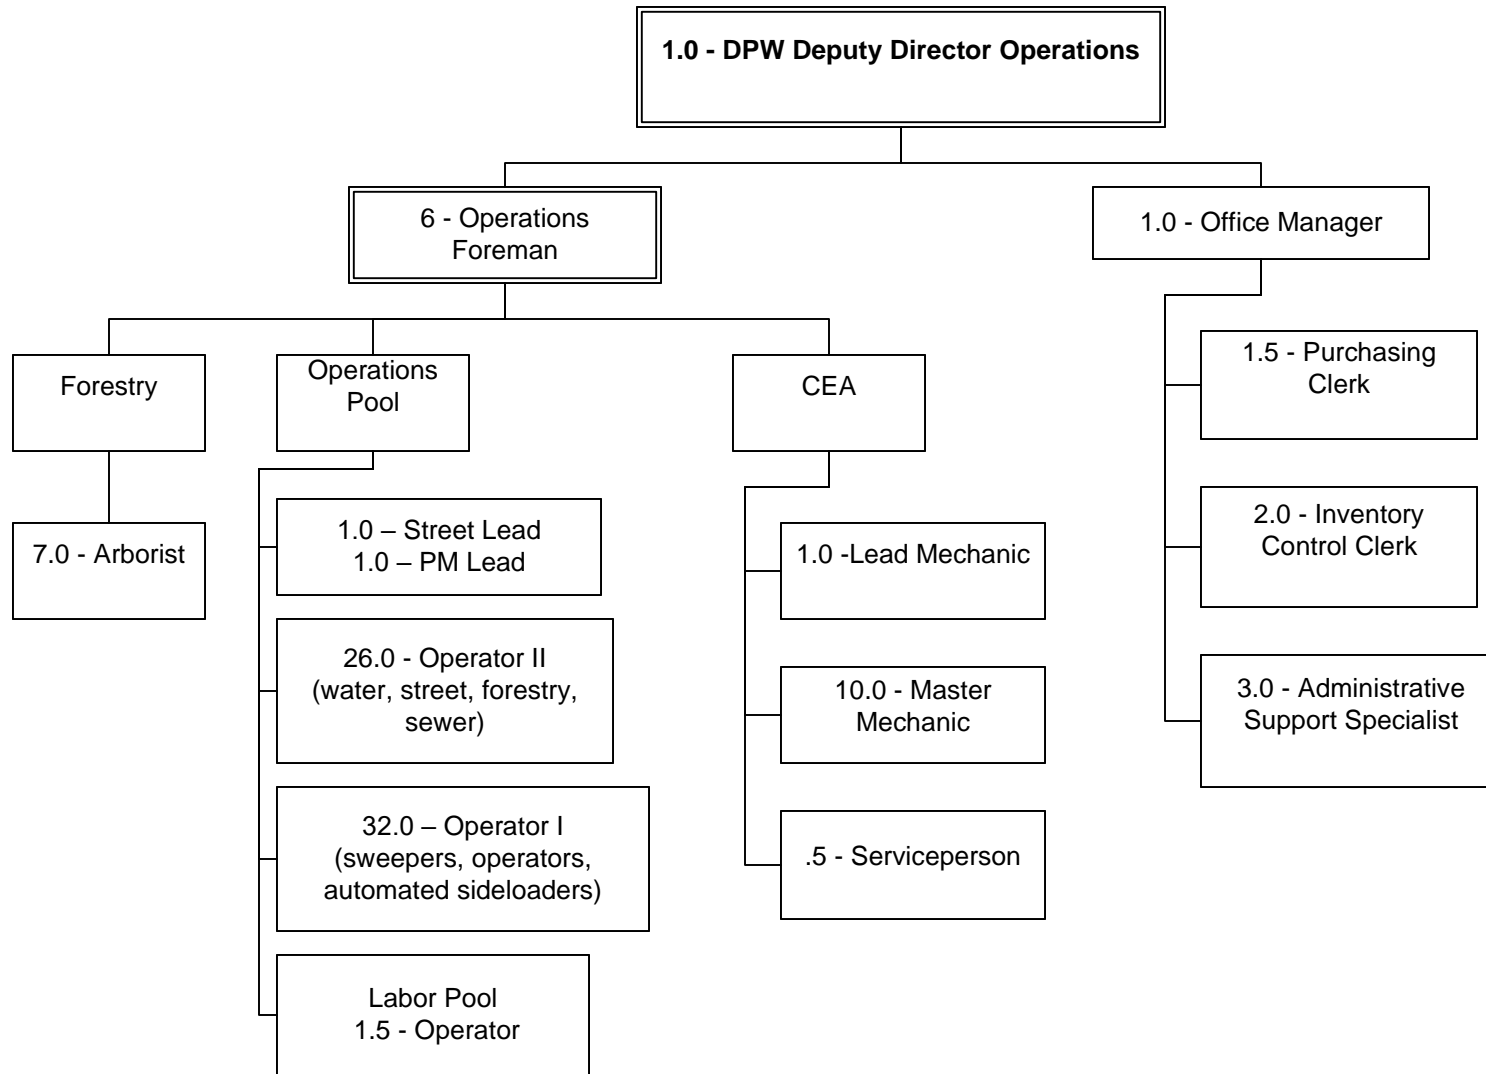 1.0 - DPW Deputy Director Operations
6 - Operations
Foreman
1.0 - Office Manager
Forestry
Operations
Pool
CEA
7.0 - Arborist
1.0 – Street Lead
1.0 – PM Lead
26.0 - Operator II
(water, street, forestry,
sewer)
32.0 – Operator I
(sweepers, operators,
automated sideloaders)
Labor Pool
1.5 - Operator
1.0 -Lead Mechanic
10.0 - Master
Mechanic
.5 - Serviceperson
1.5 - Purchasing
Clerk
2.0 - Inventory
Control Clerk
3.0 - Administrative
Support Specialist